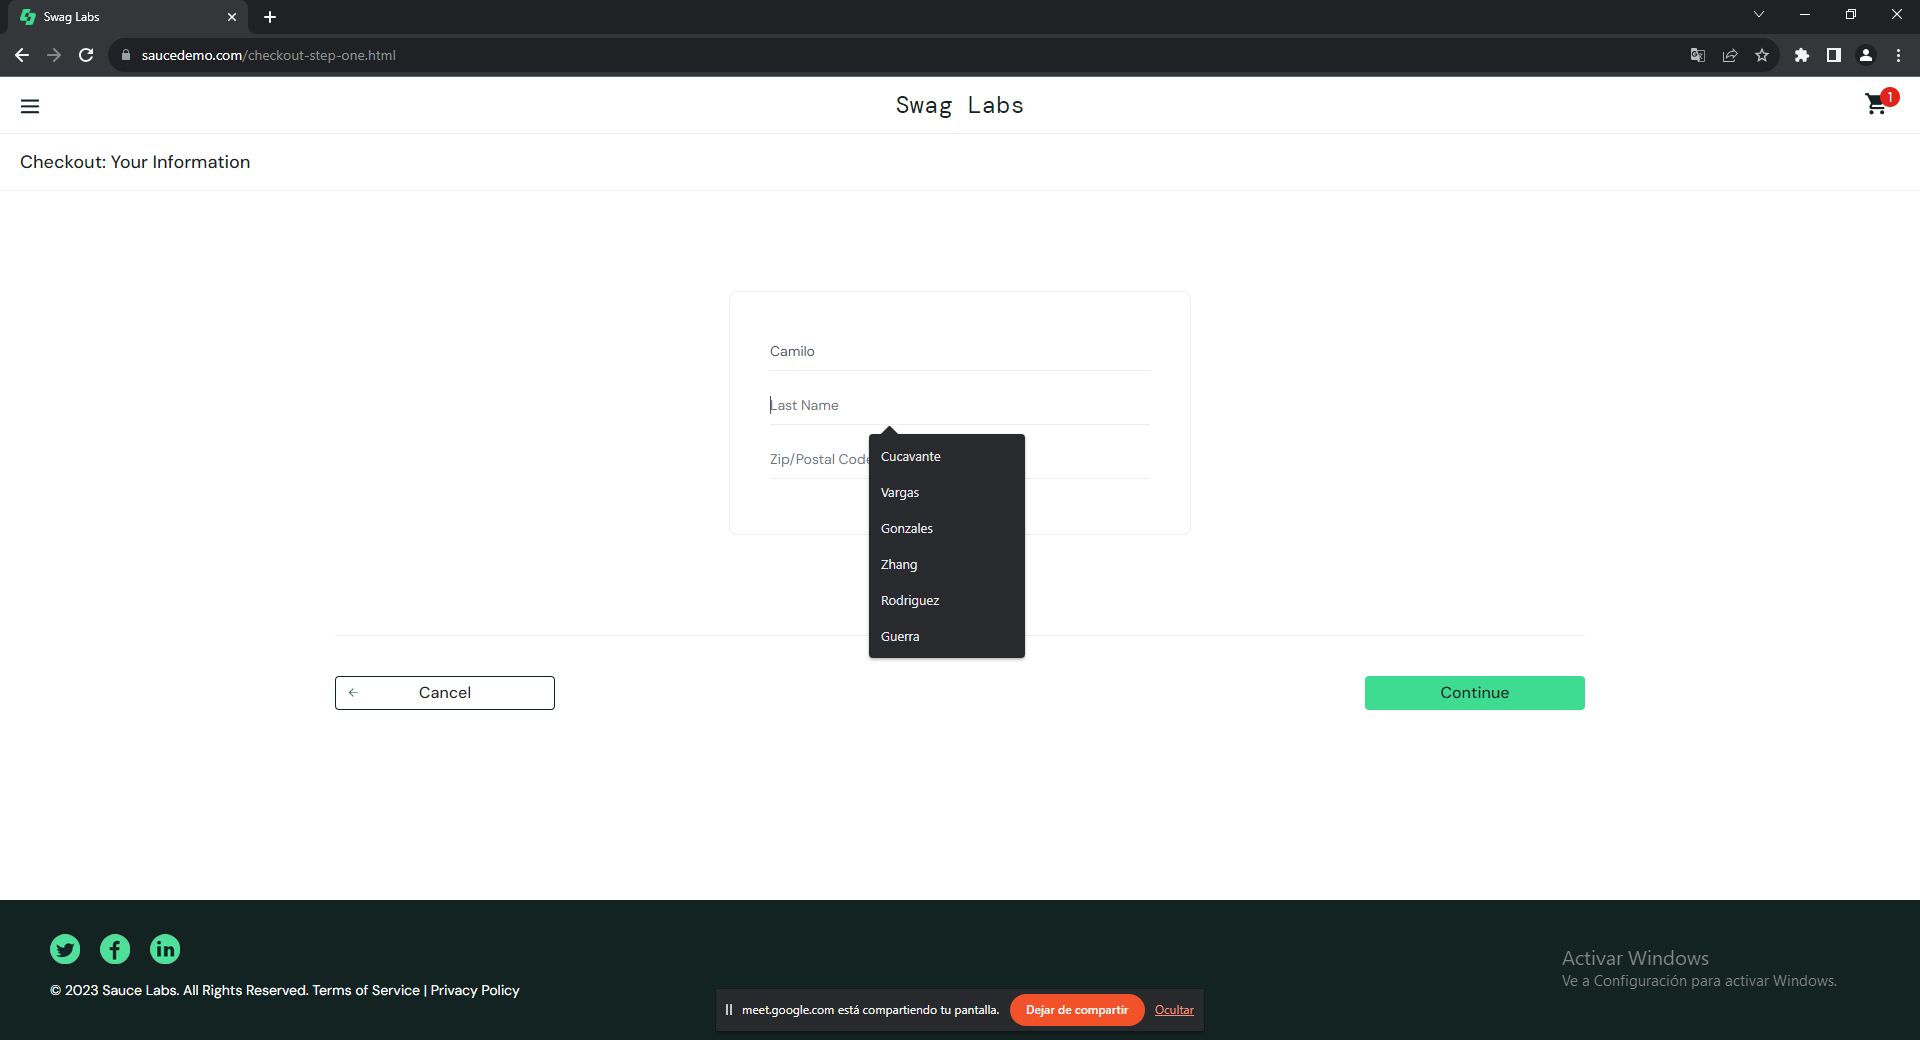 Swag Labs
saucedemo.com/checkout-step-one.html
Swag Labs
1
Checkout: Your Information
Camilo
Last Name
Zip/Postal Code
Cucavante
Vargas
Gonzales
Zhang
Rodriguez
Guerra
Cancel
Continue
© 2023 Sauce Labs. All Rights Reserved. Terms of Service | Privacy Policy
Activar Windows
Ve a Configuración para activar Windows.
meet.google.com está compartiendo tu pantalla.
Dejar de compartir
Ocultar